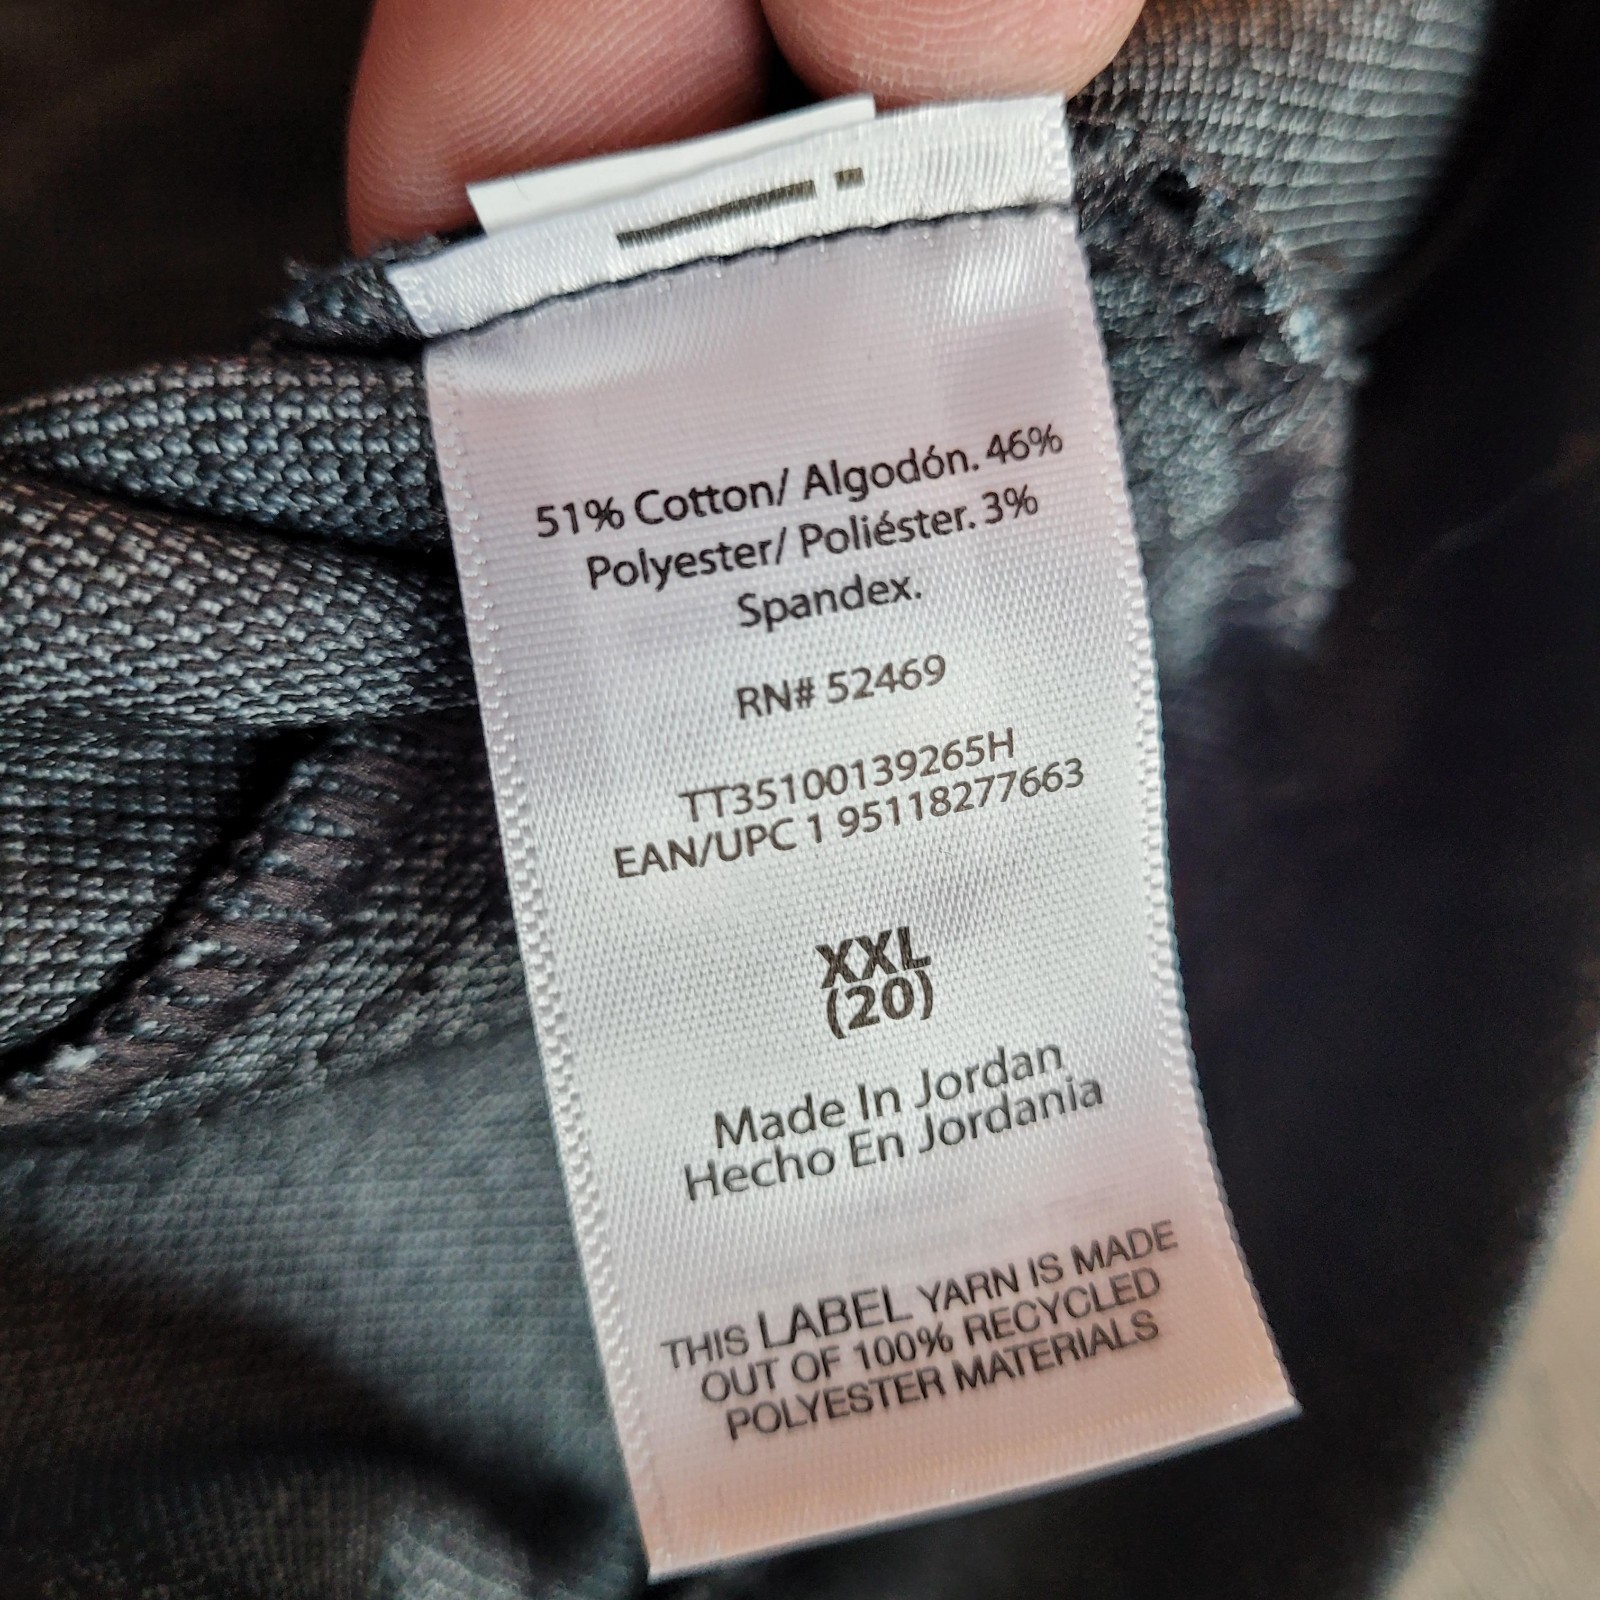 51% Cotton/ Algodón. 46%
Polyester/ Poliéster. 3%
Spandex.
RN# 52469
TT35100139265H
EAN/UPC 1 95118277663
XXL
(20)
Made In Jordan
Hecho En Jordania
THIS LABEL YARN IS MADE
OUT OF 100% RECYCLED
POLYESTER MATERIALS